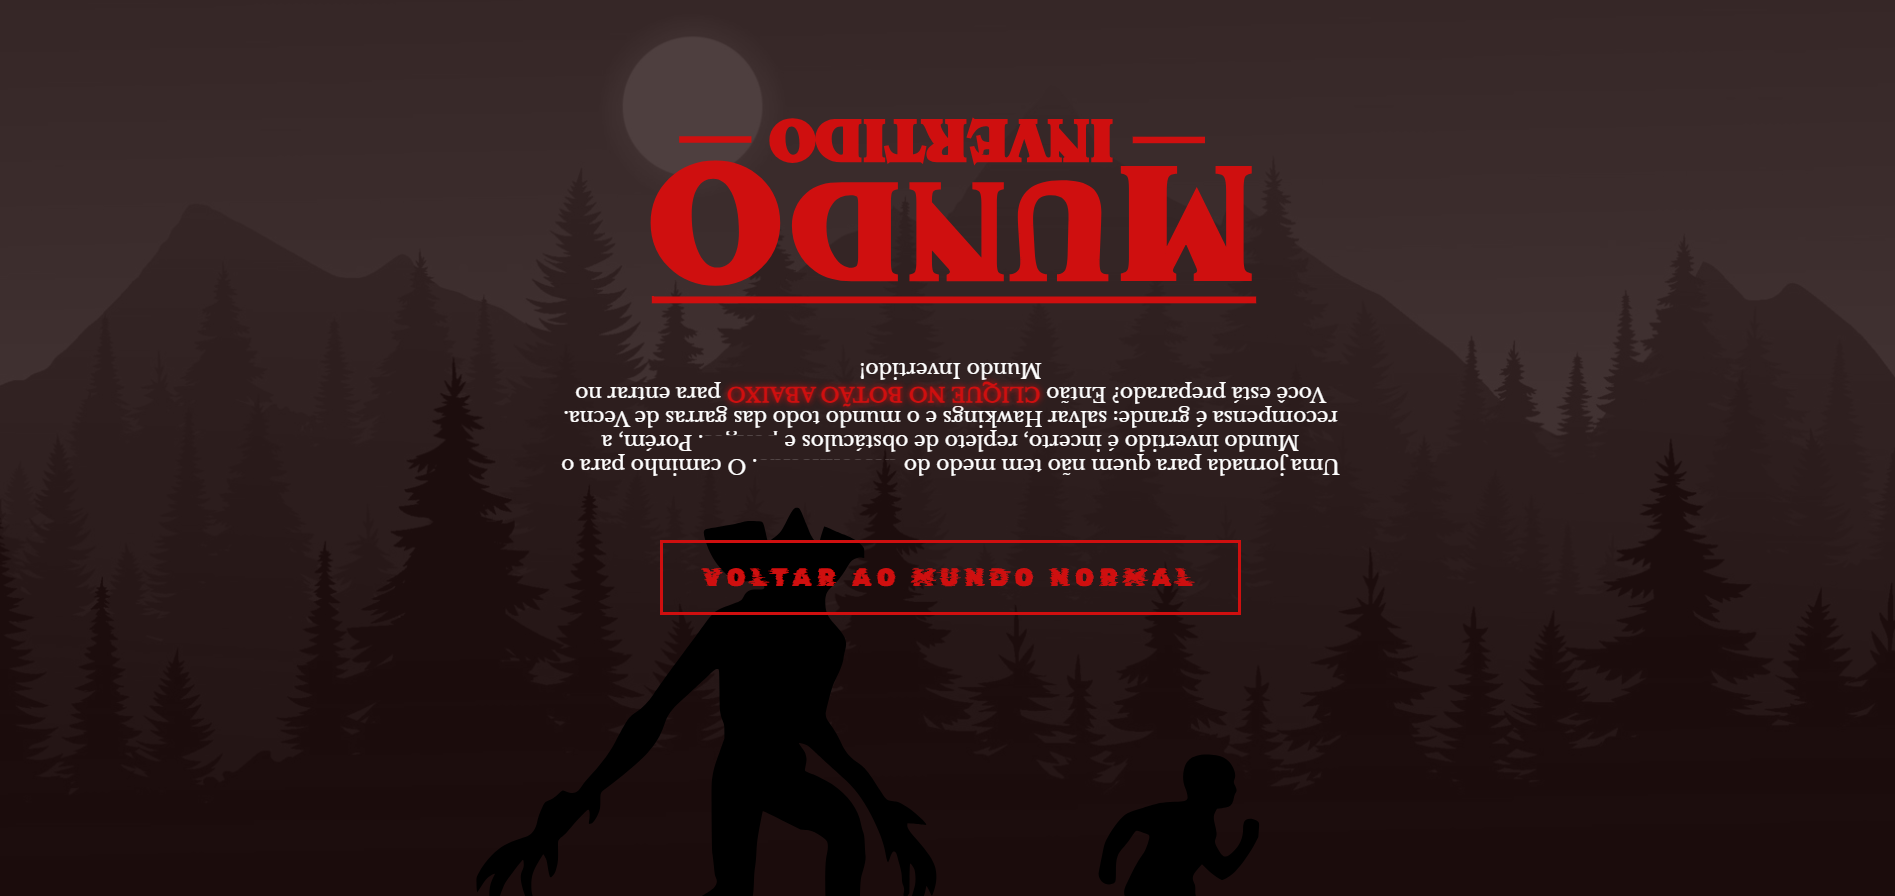 MUNDO
INVERTIDO
Uma jornada para quem não tem medo do . O caminho para o
Mundo invertido é incerto, repleto de obstáculos e . Porém, a
recompensa é grande: salvar Hawkings e o mundo todo das garras de Vecna.
Você está preparado? Então CLIQUE NO BOTÃO ABAIXO para entrar no
Mundo Invertido!
VOLTAR AO MUNDO NORMAL